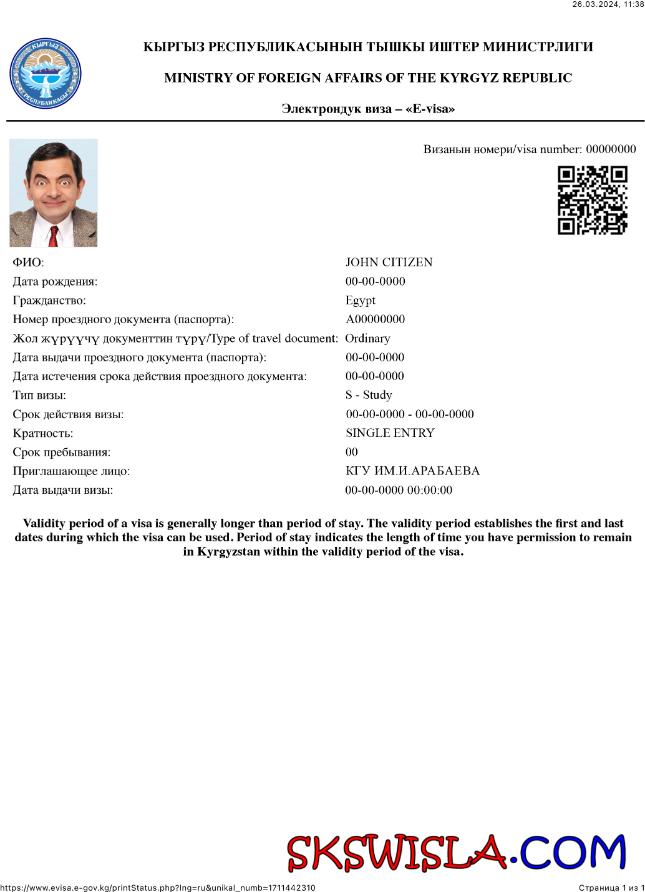 26.03.2024, 11:38
КЫРГЫЗ РЕСПУБЛИКАСЫНЫН ТЫШКЫ ИШТЕР МИНИСТРЛИГИ
MINISTRY OF FOREIGN AFFAIRS OF THE KYRGYZ REPUBLIC
Электрондук виза – «E-visa»
КЫРГЫЗ
РЕСПУБЛИКАСЫ
Визанын номери/visa number: 00000000
ФИО: JOHN CITIZEN
Дата рождения: 00-00-0000
Гражданство: Egypt
Номер проездного документа (паспорта): A00000000
Жол жүрүүчү документтин түрү/Type of travel document: Ordinary
Дата выдачи проездного документа (паспорта): 00-00-0000
Дата истечения срока действия проездного документа: 00-00-0000
Тип визы: S - Study
Срок действия визы: 00-00-0000 - 00-00-0000
Кратность: SINGLE ENTRY
Срок пребывания: 00
Приглашающее лицо: КГУ ИМ.И.АРАБАЕВА
Дата выдачи визы: 00-00-0000 00:00:00
Validity period of a visa is generally longer than period of stay. The validity period establishes the first and last
dates during which the visa can be used. Period of stay indicates the length of time you have permission to remain
in Kyrgyzstan within the validity period of the visa.
SKSWISLA.COM
https://www.evisa.e-gov.kg/printStatus.php?lng=ru&unikal_numb=1711442310 Страница 1 из 1